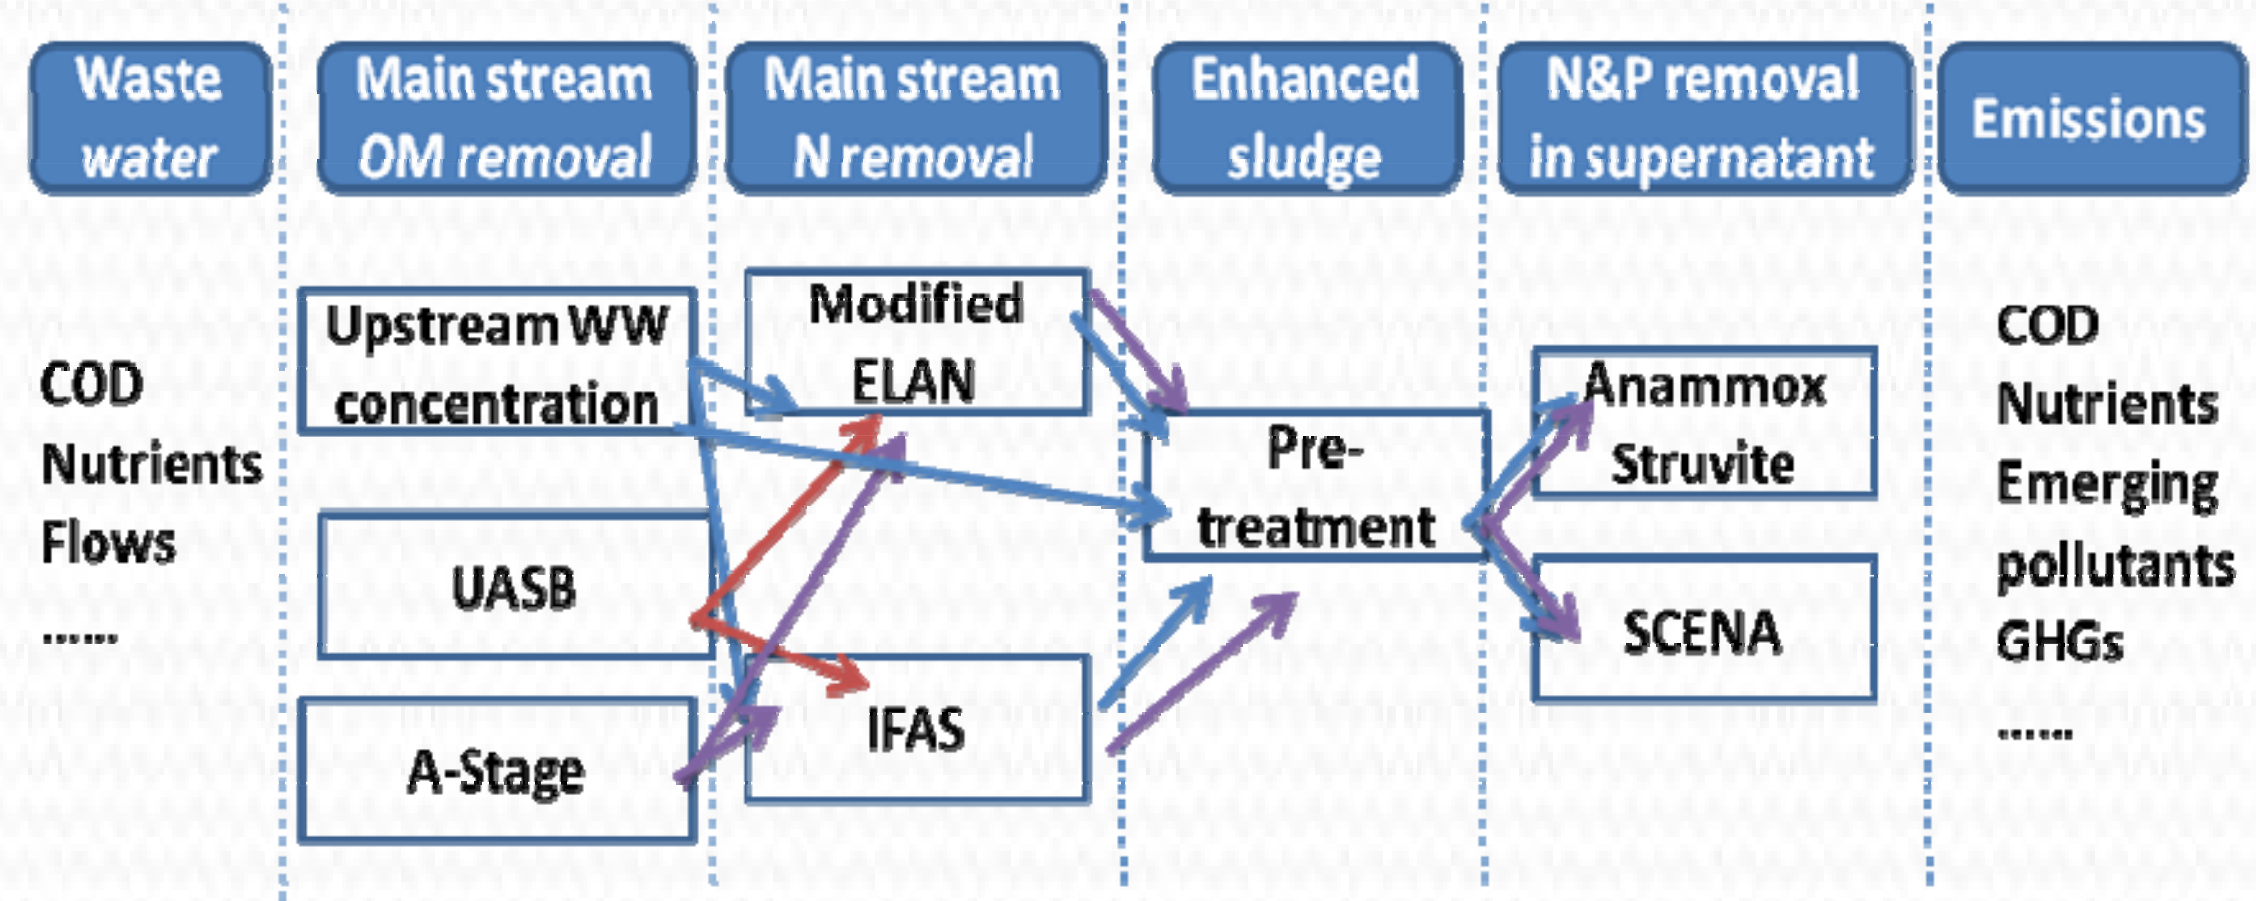 Waste
water
Main stream
OM removal
Main stream
N removal
Enhanced
sludge
N&P removal
in supernatant
Emissions
COD
Nutrients
Flows
......
Upstream WW
concentration
UASB
A-Stage
Modified
ELAN
IFAS
Pre-
treatment
Anammox
Struvite
SCENA
COD
Nutrients
Emerging
pollutants
GHGs
......